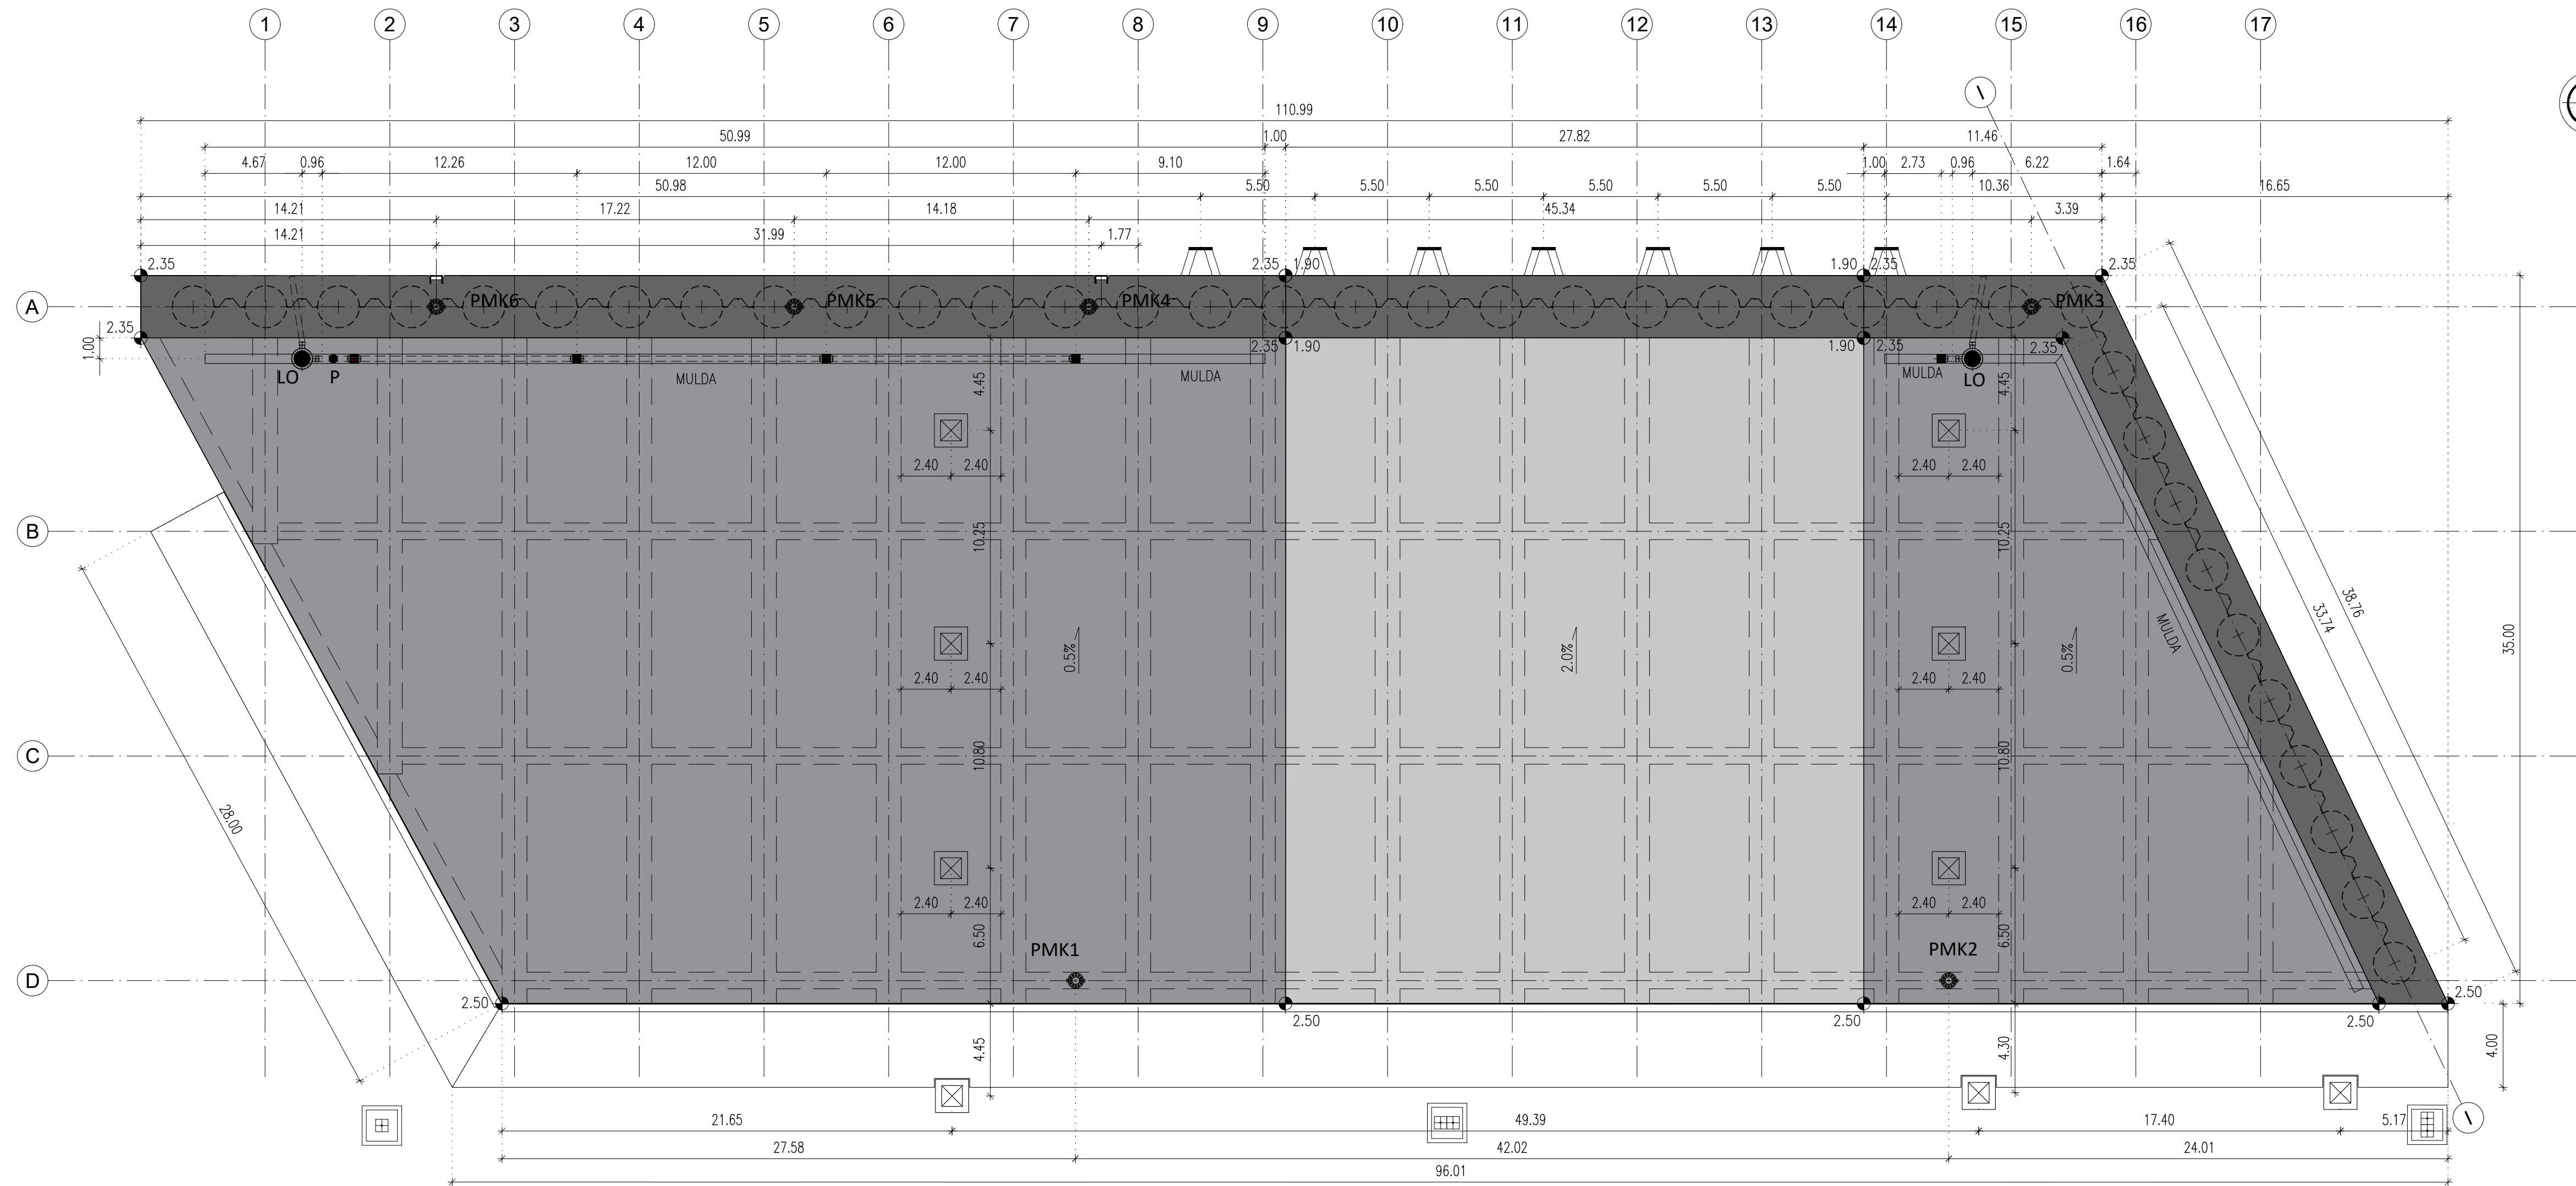 1 2 3 4 5 6 7 8 9 10 11 12 13 14 15 16 17
110.99
50.99 1.00 27.82 11.46
4.67 0.96 12.26 12.00 12.00 9.10 1.00 2.73 0.96 6.22 1.64
50.98 5.50 5.50 5.50 5.50 5.50 5.50 10.36 16.65
14.21 17.22 14.18 45.34 3.39
14.21 31.99 1.77
2.35 2.35 1.90 1.90 2.35 2.35
A PMK6 PMK5 PMK4 PMK3
2.35 2.35 1.90 1.90 2.35 2.35
1.00
LO P MULDA MULDA MULDA LO
4.45 4.45
2.40 2.40 2.40 2.40
B
10.25 10.25
0.5% 2.0% 0.5%
MULDA
33.74
38.76
35.00
2.40 2.40 2.40 2.40
C
10.80 10.80
28.00
2.40 2.40 2.40 2.40
6.50 6.50
PMK1 PMK2
D
2.50 2.50 2.50 2.50 2.50
4.45 4.30 4.00
21.65 49.39 17.40 5.17
27.58 42.02 24.01
96.01